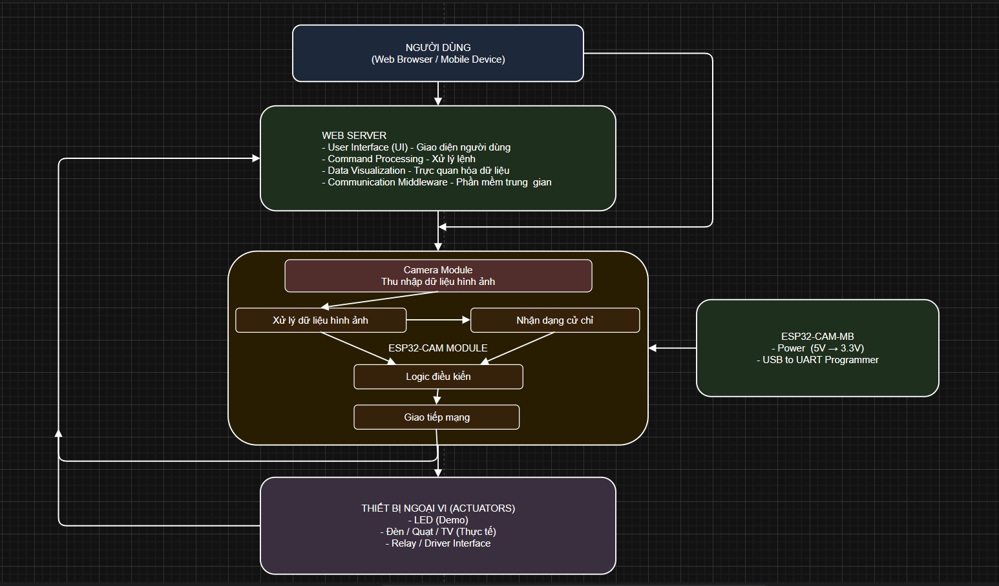 NGƯỜI DÙNG
(Web Browser / Mobile Device)
WEB SERVER
- User Interface (UI) - Giao diện người dùng
- Command Processing - Xử lý lệnh
- Data Visualization - Trực quan hóa dữ liệu
- Communication Middleware - Phần mềm trung gian
Camera Module
Thu nhập dữ liệu hình ảnh
Xử lý dữ liệu hình ảnh
Nhận dạng cử chỉ
ESP32-CAM MODULE
Logic điều kiển
Giao tiếp mạng
ESP32-CAM-MB
- Power (5V → 3.3V)
- USB to UART Programmer
THIẾT BỊ NGOẠI VI (ACTUATORS)
- LED (Demo)
- Đèn / Quạt / TV (Thực tế)
- Relay / Driver Interface